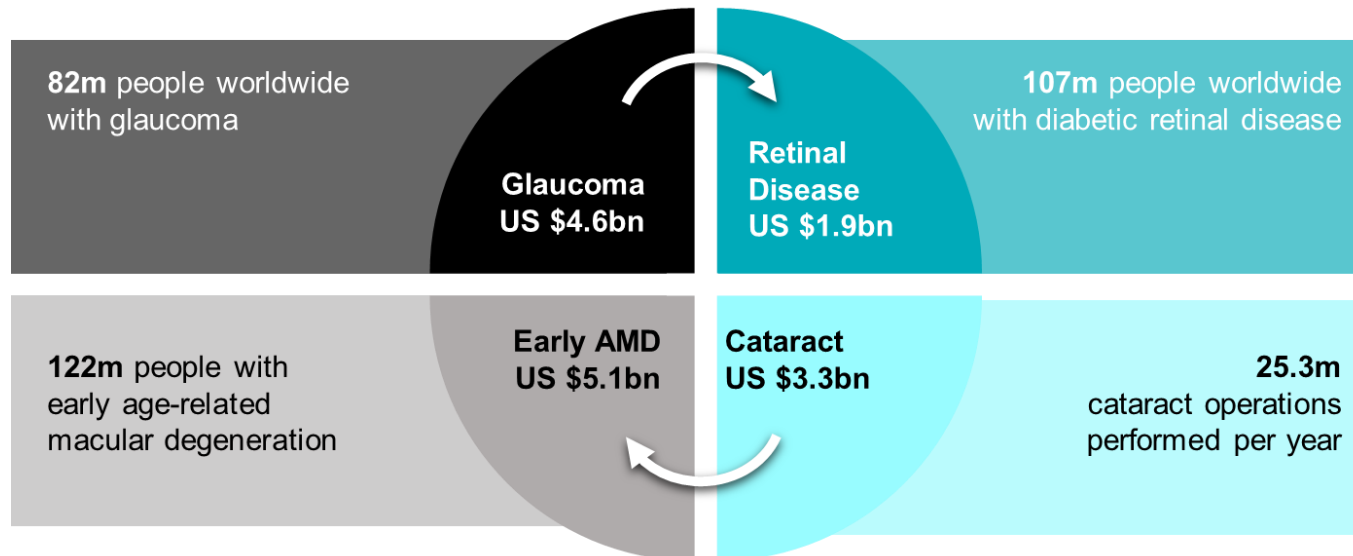 82m people worldwide
with glaucoma
Glaucoma
US $4.6bn
Retinal
Disease
US $1.9bn
107m people worldwide
with diabetic retinal disease
122m people with
early age-related
macular degeneration
Early AMD
US $5.1bn
Cataract
US $3.3bn
25.3m
cataract operations
performed per year